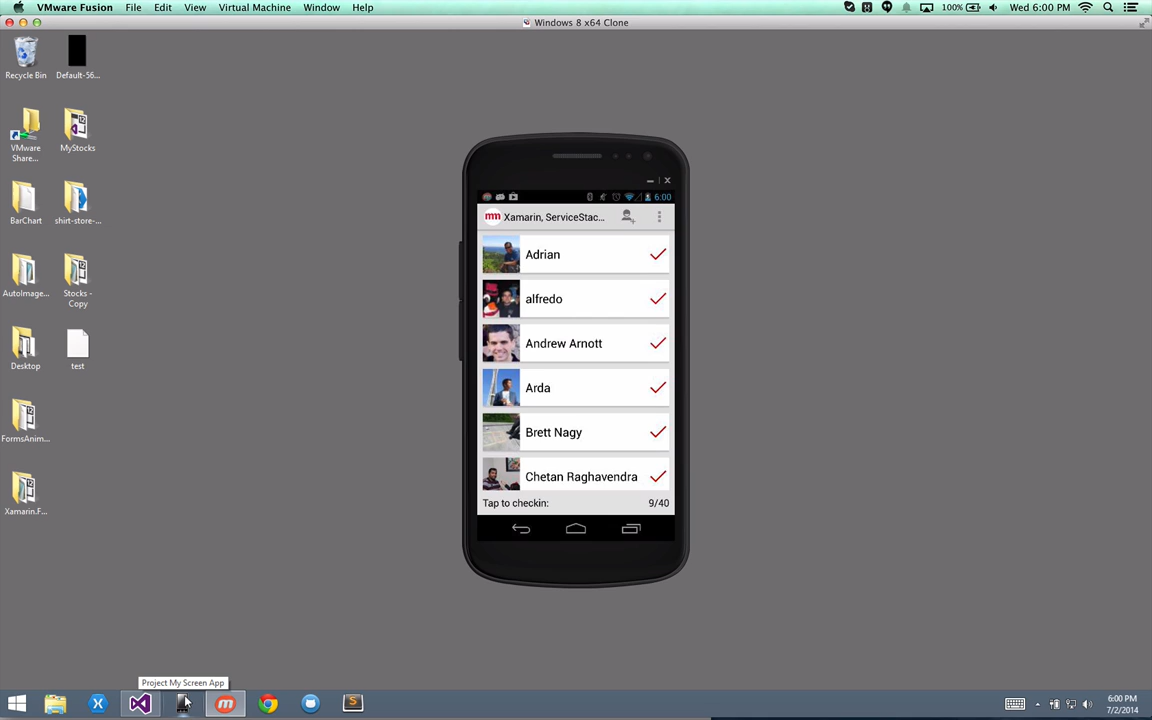 VMware Fusion File Edit View Virtual Machine Window Help 100% Wed 6:00 PM
Windows 8 x64 Clone
Recycle Bin
Default-56...
VMware
Share...
MyStocks
BarChart
shirt-store-...
AutoImage...
Stocks -
Copy
Desktop
test
FormsAnim...
Xamarin.F...
6:00
mm Xamarin, ServiceStac...
Adrian
alfredo
Andrew Arnott
Arda
Brett Nagy
Chetan Raghavendra
Tap to checkin: 9/40
Project My Screen App
6:00 PM
7/2/2014